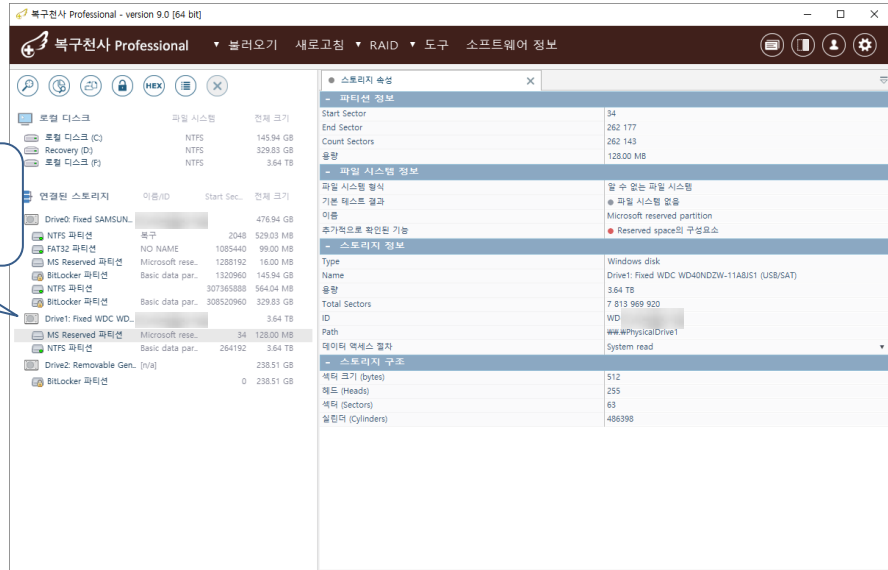 복구천사 Professional - version 9.0 [64 bit]
복구천사 Professional ▼ 불러오기 새로고침 ▼ RAID ▼ 도구 소프트웨어 정보
HEX
로컬 디스크 파일 시스템 전체 크기
로컬 디스크 (C:) NTFS 145.94 GB
Recovery (D:) NTFS 329.83 GB
로컬 디스크 (F:) NTFS 3.64 TB
연결된 스토리지 이름/ID Start Sec.. 전체 크기
Drive0: Fixed SAMSUN.. 476.94 GB
NTFS 파티션 복구 2048 529.03 MB
FAT32 파티션 NO NAME 1085440 99.00 MB
MS Reserved 파티션 Microsoft rese.. 1288192 16.00 MB
BitLocker 파티션 Basic data par.. 1320960 145.94 GB
NTFS 파티션 307365888 564.04 MB
BitLocker 파티션 Basic data par.. 308520960 329.83 GB
Drive1: Fixed WDC WD.. 3.64 TB
MS Reserved 파티션 Microsoft rese.. 34 128.00 MB
NTFS 파티션 Basic data par.. 264192 3.64 TB
Drive2: Removable Gen.. [n/a] 238.51 GB
BitLocker 파티션 0 238.51 GB
스토리지 속성
- 파티션 정보
Start Sector 34
End Sector 262 177
Count Sectors 262 143
용량 128.00 MB
- 파일 시스템 정보
파일 시스템 형식 알 수 없는 파일 시스템
기본 테스트 결과 파일 시스템 없음
이름 Microsoft reserved partition
추가적으로 확인된 기능 Reserved space의 구성요소
- 스토리지 정보
Type Windows disk
Name Drive1: Fixed WDC WD40NDZW-11A8JS1 (USB/SAT)
용량 3.64 TB
Total Sectors 7 813 969 920
ID WD
Path ₩₩.₩PhysicalDrive1
데이터 액세스 절차 System read
- 스토리지 구조
섹터 크기 (bytes) 512
헤드 (Heads) 255
섹터 (Sectors) 63
실린더 (Cylinders) 486398